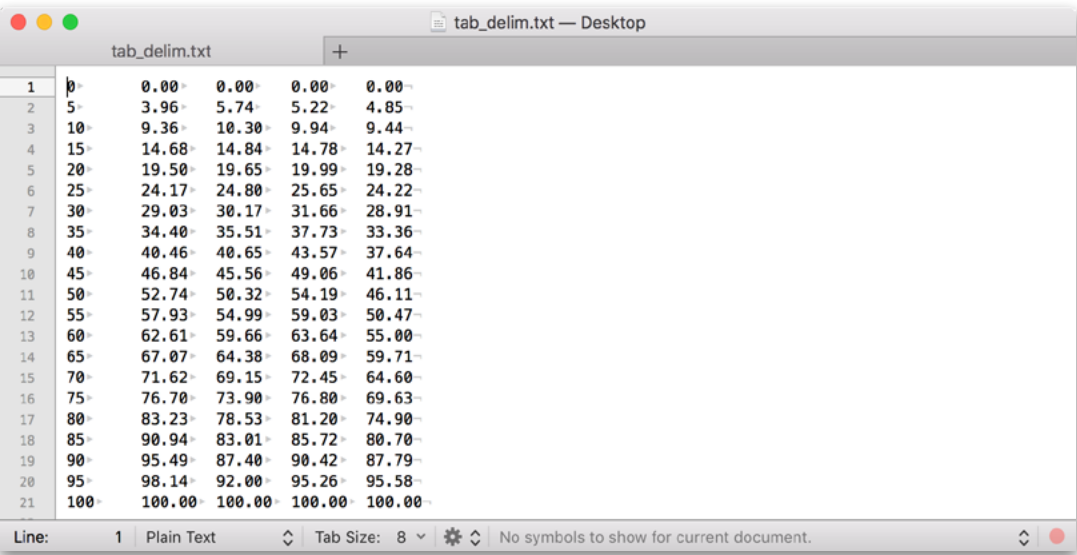 tab_delim.txt — Desktop
tab_delim.txt +
1 0 0.00 0.00 0.00 0.00
2 5 3.96 5.74 5.22 4.85
3 10 9.36 10.30 9.94 9.44
4 15 14.68 14.84 14.78 14.27
5 20 19.50 19.65 19.99 19.28
6 25 24.17 24.80 25.65 24.22
7 30 29.03 30.17 31.66 28.91
8 35 34.40 35.51 37.73 33.36
9 40 40.46 40.65 43.57 37.64
10 45 46.84 45.56 49.06 41.86
11 50 52.74 50.32 54.19 46.11
12 55 57.93 54.99 59.03 50.47
13 60 62.61 59.66 63.64 55.00
14 65 67.07 64.38 68.09 59.71
15 70 71.62 69.15 72.45 64.60
16 75 76.70 73.90 76.80 69.63
17 80 83.23 78.53 81.20 74.90
18 85 90.94 83.01 85.72 80.70
19 90 95.49 87.40 90.42 87.79
20 95 98.14 92.00 95.26 95.58
21 100 100.00 100.00 100.00 100.00
Line: 1 Plain Text Tab Size: 8 No symbols to show for current document.